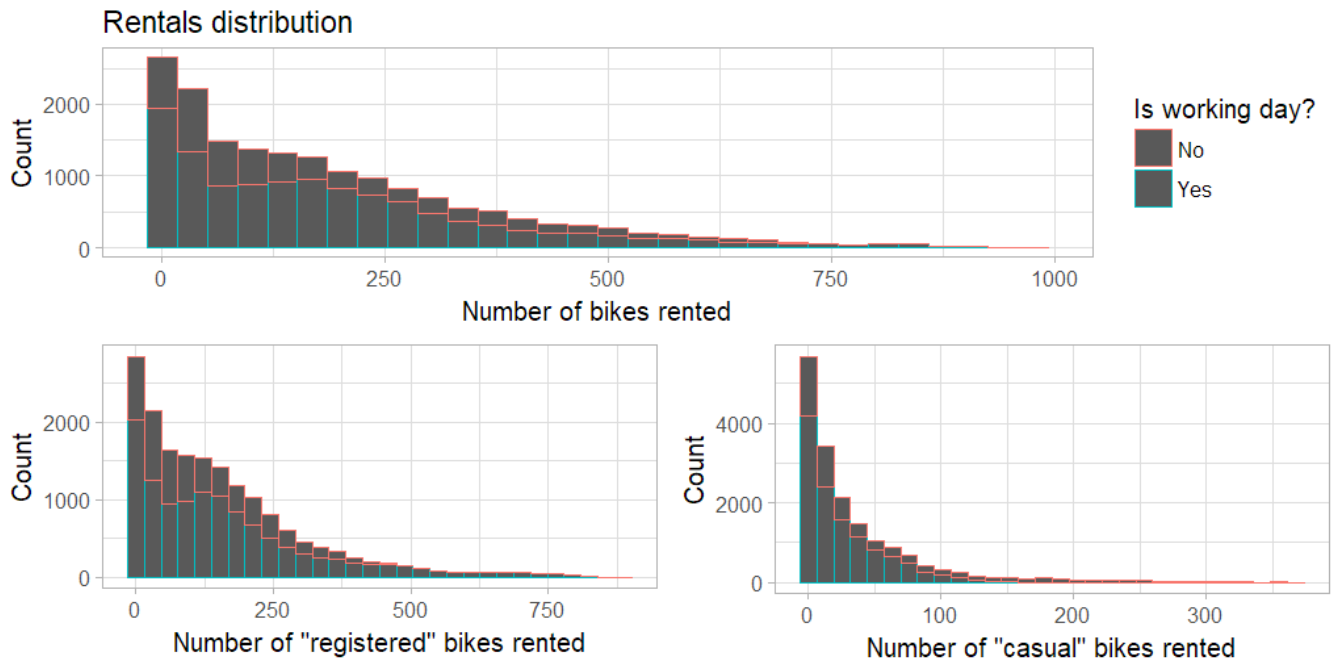 Rentals distribution
Count
2000
1000
0
0 250 500 750 1000
Number of bikes rented
Is working day?
No
Yes
Count
2000
1000
0
0 250 500 750
Number of "registered" bikes rented
Count
4000
2000
0
0 100 200 300
Number of "casual" bikes rented